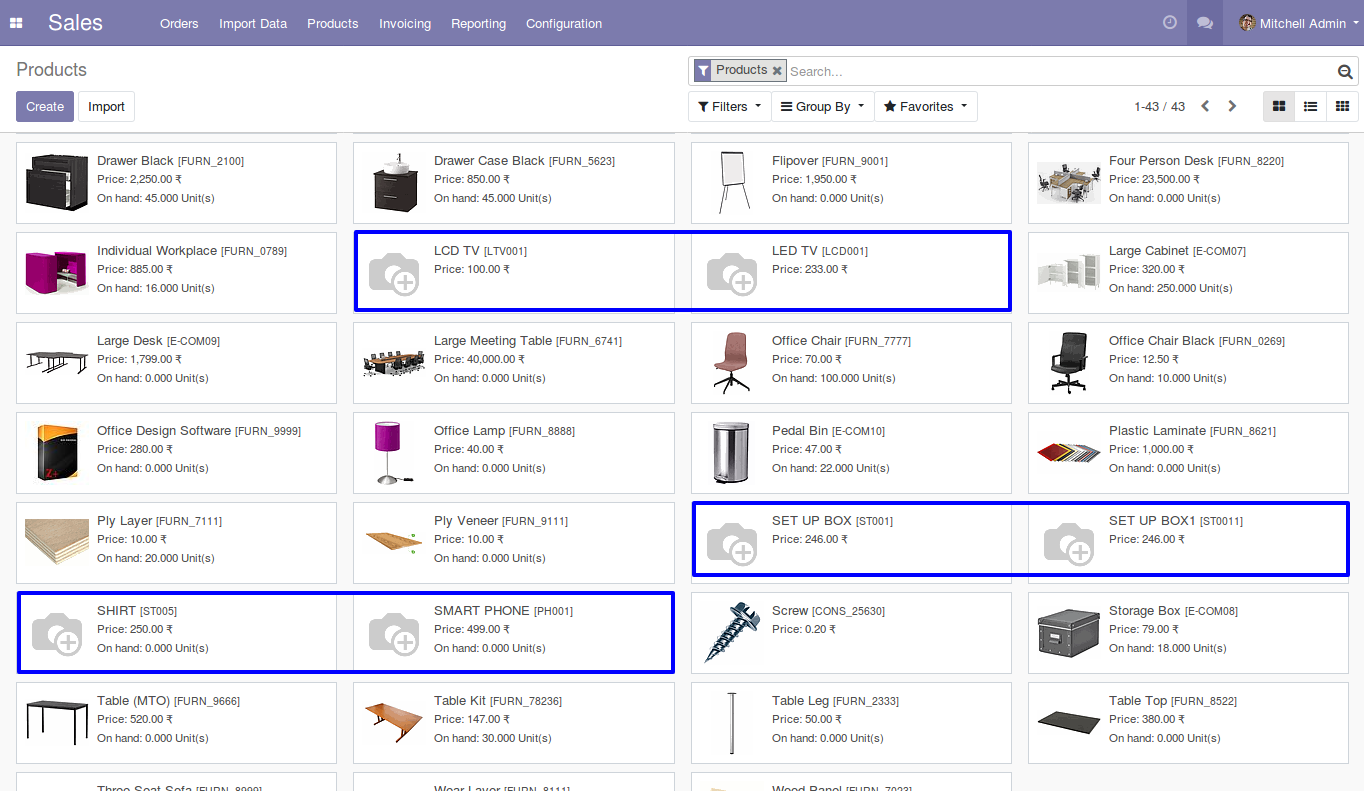 Sales Orders Import Data Products Invoicing Reporting Configuration Mitchell Admin
Products
Products Search...
Create Import Filters Group By Favorites 1-43 / 43
Drawer Black [FURN_2100]
Price: 2,250.00 ₹
On hand: 45.000 Unit(s)
Drawer Case Black [FURN_5623]
Price: 850.00 ₹
On hand: 45.000 Unit(s)
Flipover [FURN_9001]
Price: 1,950.00 ₹
On hand: 0.000 Unit(s)
Four Person Desk [FURN_8220]
Price: 23,500.00 ₹
On hand: 0.000 Unit(s)
Individual Workplace [FURN_0789]
Price: 885.00 ₹
On hand: 16.000 Unit(s)
LCD TV [LTV001]
Price: 100.00 ₹
LED TV [LCD001]
Price: 233.00 ₹
Large Cabinet [E-COM07]
Price: 320.00 ₹
On hand: 250.000 Unit(s)
Large Desk [E-COM09]
Price: 1,799.00 ₹
On hand: 0.000 Unit(s)
Large Meeting Table [FURN_6741]
Price: 40,000.00 ₹
On hand: 0.000 Unit(s)
Office Chair [FURN_7777]
Price: 70.00 ₹
On hand: 100.000 Unit(s)
Office Chair Black [FURN_0269]
Price: 12.50 ₹
On hand: 10.000 Unit(s)
Office Design Software [FURN_9999]
Price: 280.00 ₹
On hand: 0.000 Unit(s)
Office Lamp [FURN_8888]
Price: 40.00 ₹
On hand: 0.000 Unit(s)
Pedal Bin [E-COM10]
Price: 47.00 ₹
On hand: 22.000 Unit(s)
Plastic Laminate [FURN_8621]
Price: 1,000.00 ₹
On hand: 0.000 Unit(s)
Ply Layer [FURN_7111]
Price: 10.00 ₹
On hand: 20.000 Unit(s)
Ply Veneer [FURN_9111]
Price: 10.00 ₹
On hand: 0.000 Unit(s)
SET UP BOX [ST001]
Price: 246.00 ₹
SET UP BOX1 [ST0011]
Price: 246.00 ₹
SHIRT [ST005]
Price: 250.00 ₹
On hand: 0.000 Unit(s)
SMART PHONE [PH001]
Price: 499.00 ₹
On hand: 0.000 Unit(s)
Screw [CONS_25630]
Price: 0.20 ₹
Storage Box [E-COM08]
Price: 79.00 ₹
On hand: 18.000 Unit(s)
Table (MTO) [FURN_9666]
Price: 520.00 ₹
On hand: 0.000 Unit(s)
Table Kit [FURN_78236]
Price: 147.00 ₹
On hand: 30.000 Unit(s)
Table Leg [FURN_2333]
Price: 50.00 ₹
On hand: 0.000 Unit(s)
Table Top [FURN_8522]
Price: 380.00 ₹
On hand: 0.000 Unit(s)
Three-Seat Sofa [FURN_8999]
Wear Layer [FURN_8111]
Wood Panel [FURN_7023]